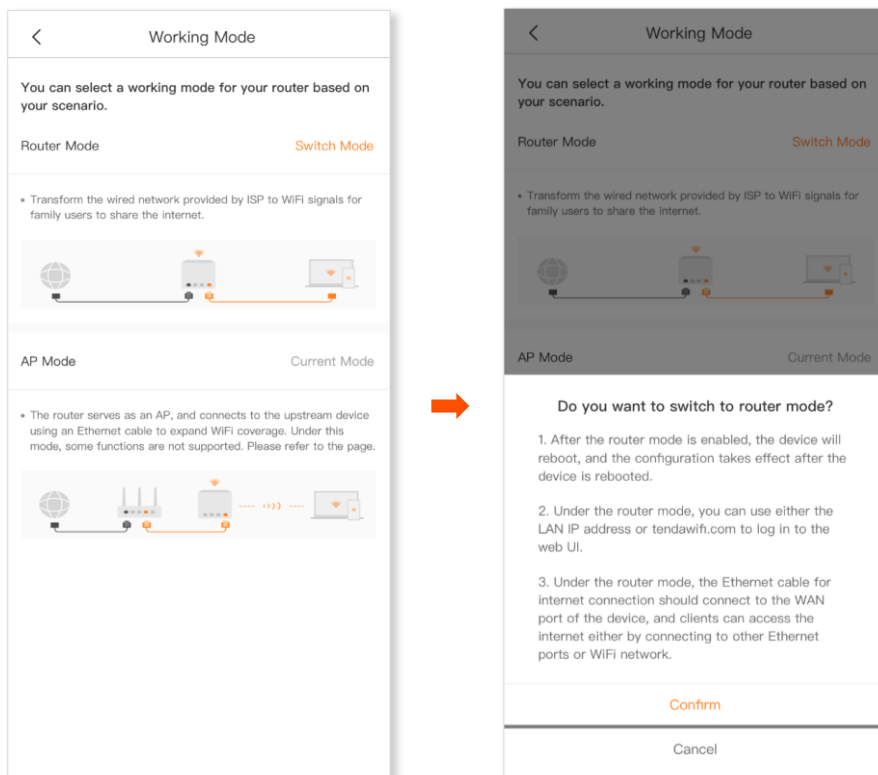 Working Mode
You can select a working mode for your router based on
your scenario.
Router Mode
Switch Mode
• Transform the wired network provided by ISP to WiFi signals for
family users to share the internet.
AP Mode
Current Mode
• The router serves as an AP, and connects to the upstream device
using an Ethernet cable to expand WiFi coverage. Under this
mode, some functions are not supported. Please refer to the page.
Working Mode
You can select a working mode for your router based on
your scenario.
Router Mode
Switch Mode
• Transform the wired network provided by ISP to WiFi signals for
family users to share the internet.
AP Mode
Current Mode
Do you want to switch to router mode?
1. After the router mode is enabled, the device will
reboot, and the configuration takes effect after the
device is rebooted.
2. Under the router mode, you can use either the
LAN IP address or tendawifi.com to log in to the
web UI.
3. Under the router mode, the Ethernet cable for
internet connection should connect to the WAN
port of the device, and clients can access the
internet either by connecting to other Ethernet
ports or WiFi network.
Confirm
Cancel